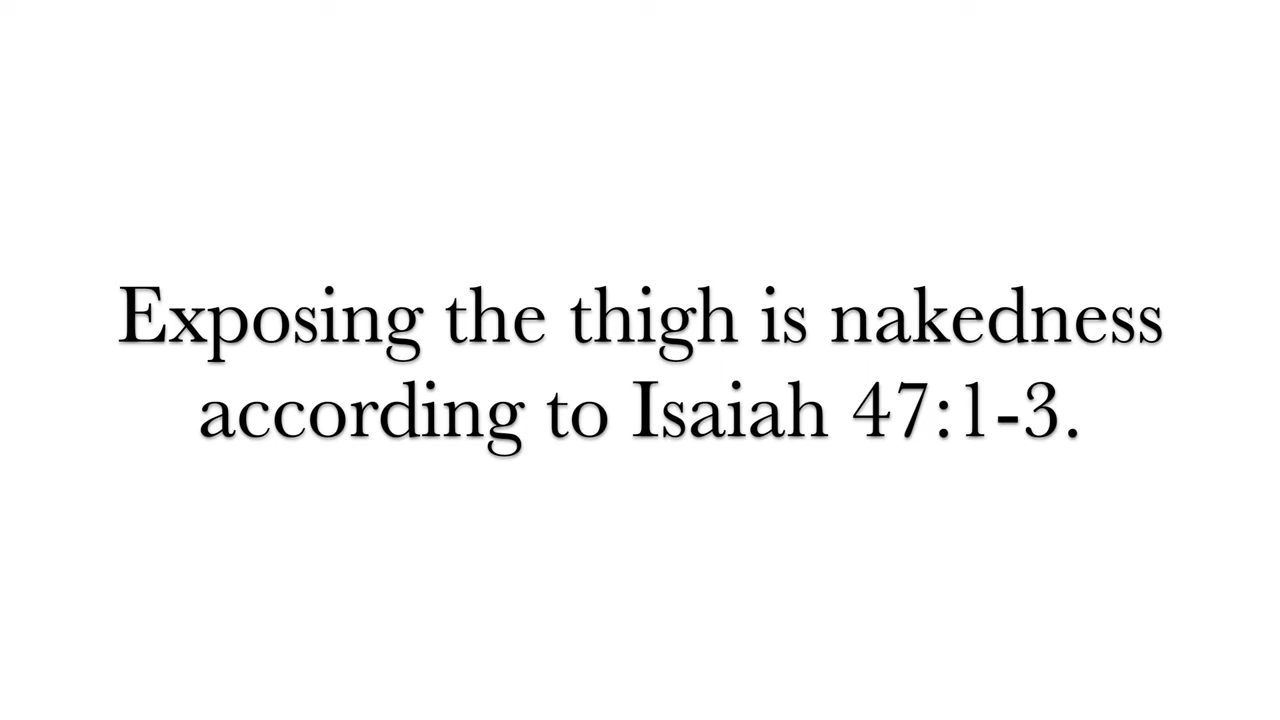 Exposing the thigh is nakedness
according to Isaiah 47:1-3.